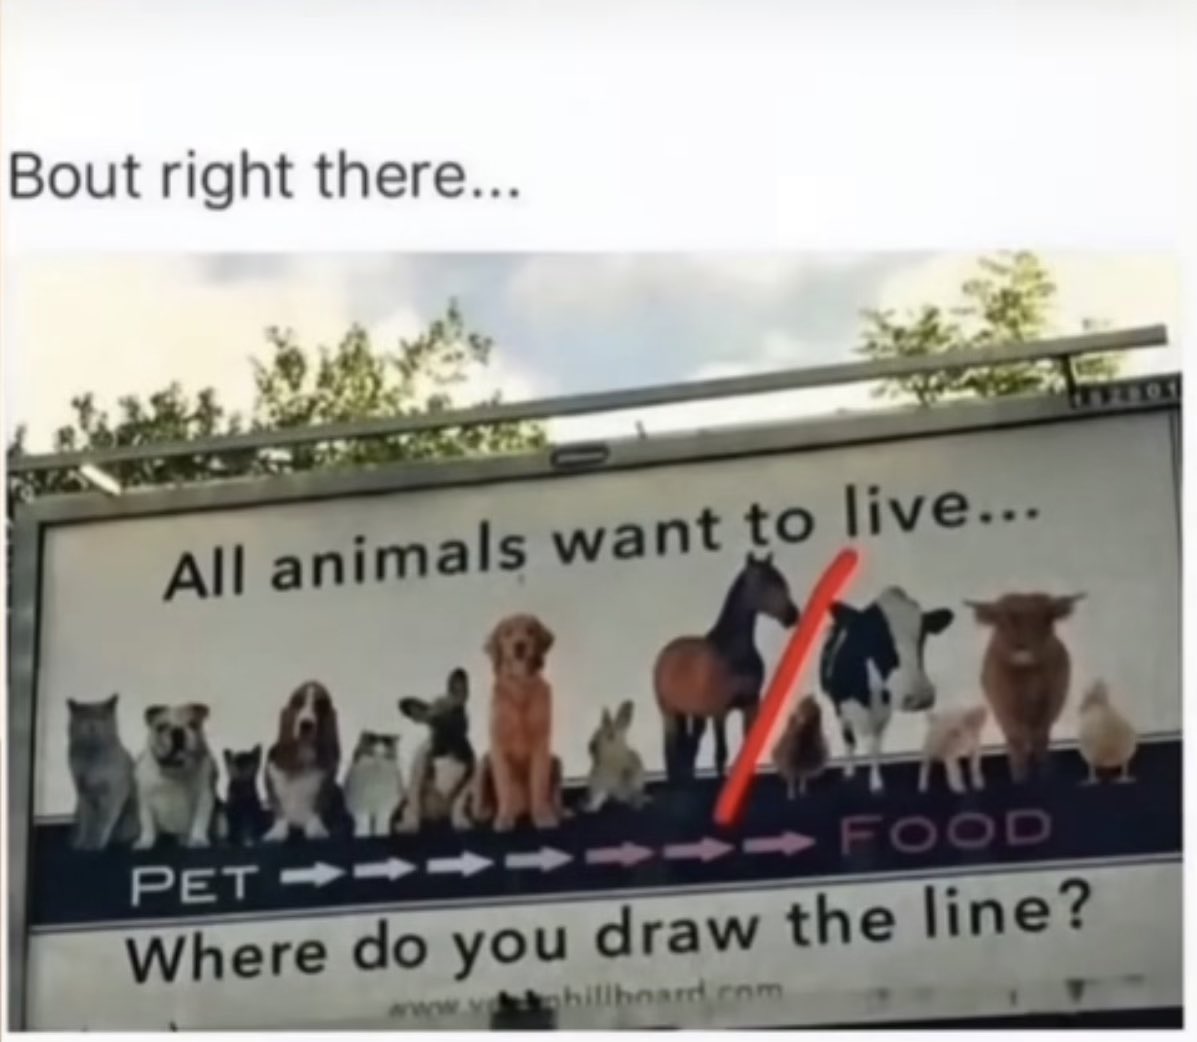 Bout right there...
All animals want to live...
PET FOOD
Where do you draw the line?